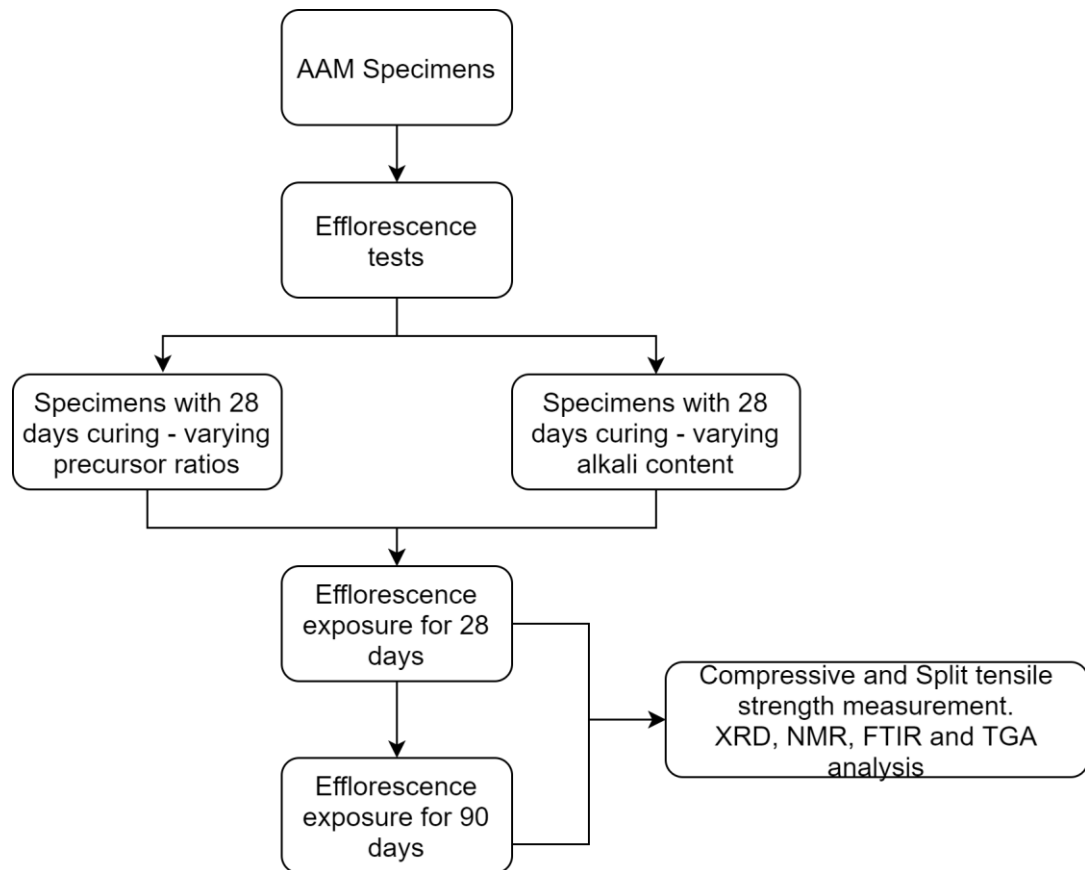 AAM Specimens
Efflorescence
tests
Specimens with 28
days curing - varying
precursor ratios
Specimens with 28
days curing - varying
alkali content
Efflorescence
exposure for 28
days
Compressive and Split tensile
strength measurement.
XRD, NMR, FTIR and TGA
analysis
Efflorescence
exposure for 90
days